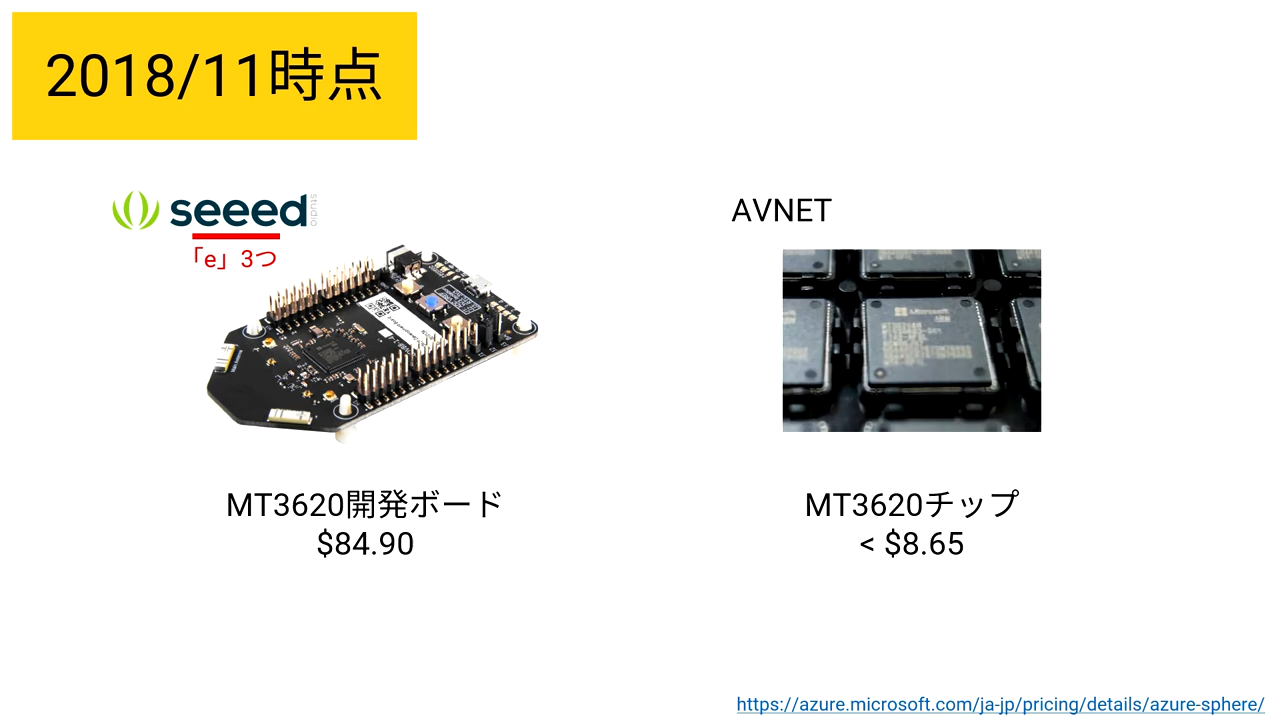 2018/11時点
seeed
studio
「e」3つ
AVNET
Microsoft
MT3620開発ボード
$84.90
MT3620チップ
< $8.65
https://azure.microsoft.com/ja-jp/pricing/details/azure-sphere/